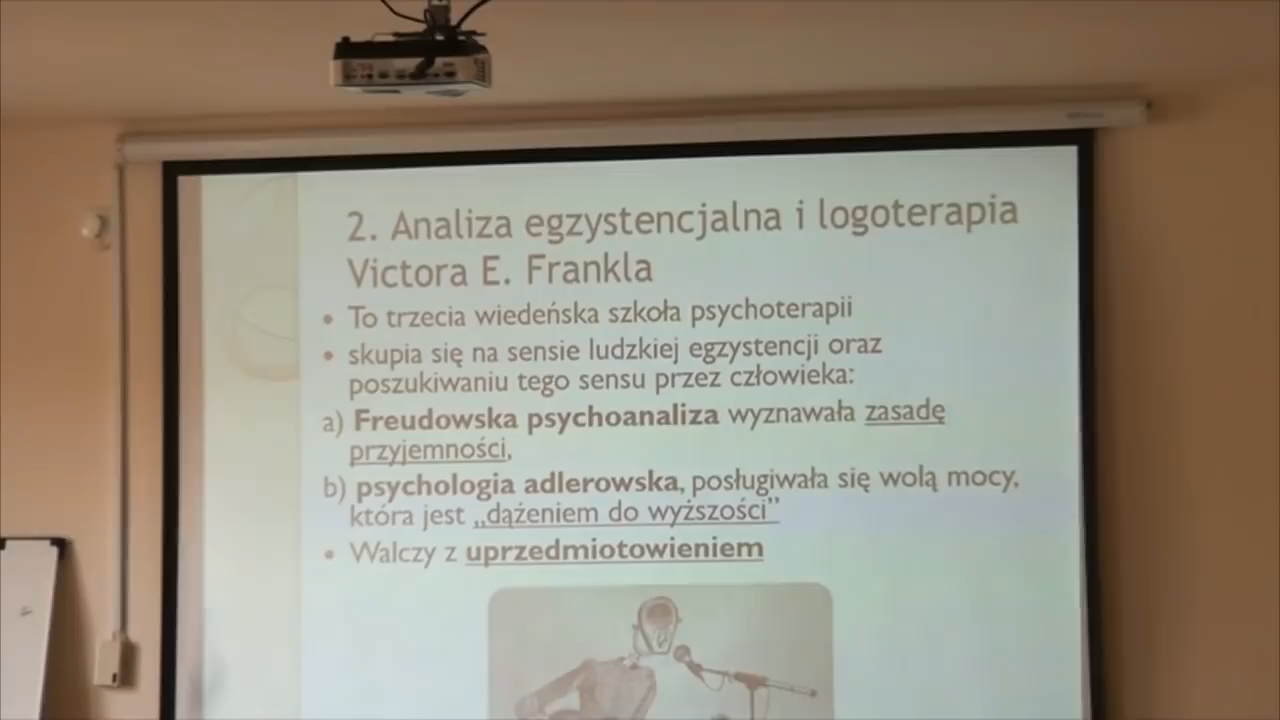 2. Analiza egzystencjalna i logoterapia
Victora E. Frankla
• To trzecia wiedeńska szkoła psychoterapii
• skupia się na sensie ludzkiej egzystencji oraz
poszukiwaniu tego sensu przez człowieka:
a) Freudowska psychoanaliza wyznawała zasadę
przyjemności,
b) psychologia adlerowska, posługiwała się wolą mocy,
która jest „dążeniem do wyższości”
• Walczy z uprzedmiotowieniem